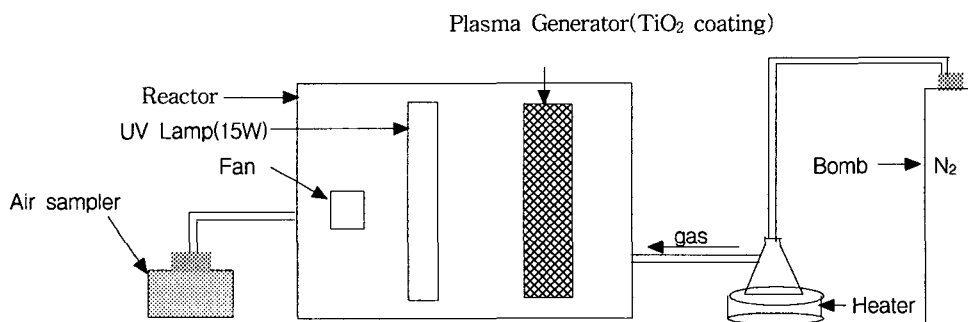 Plasma Generator(TiO₂ coating)
Reactor
UV Lamp(15W)
Fan
Air sampler
gas
Bomb
N₂
Heater